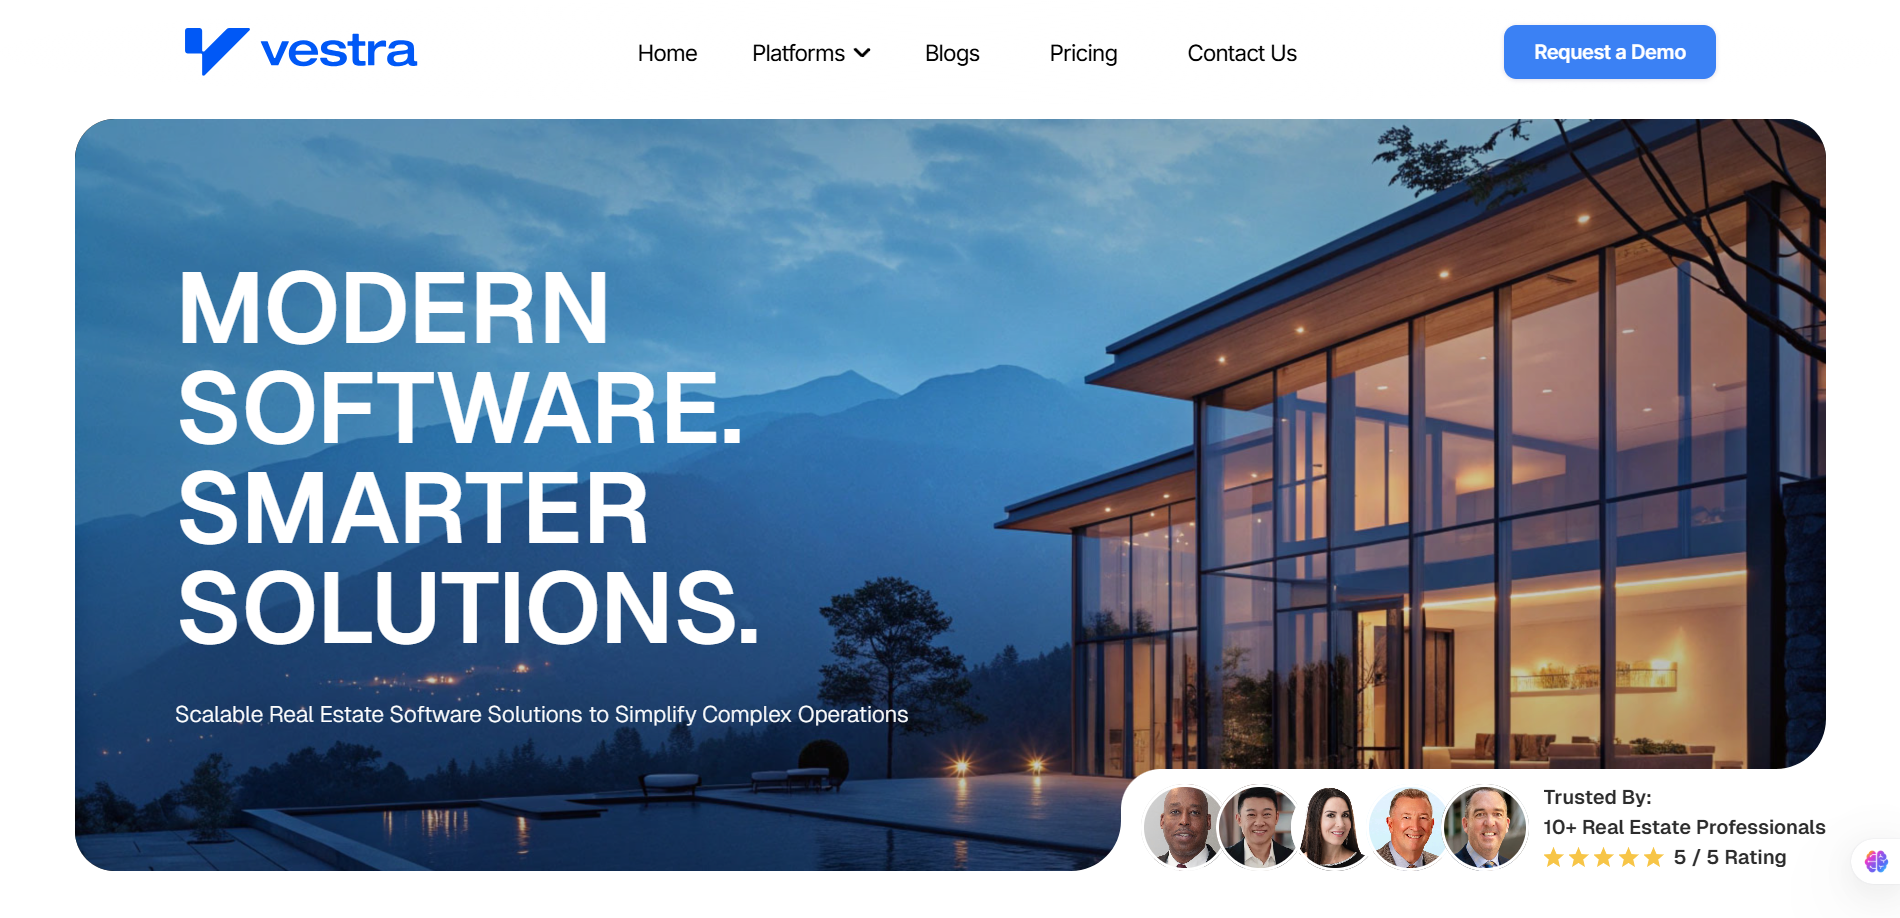 vestra
Home
Platforms
Blogs
Pricing
Contact Us
Request a Demo
MODERN
SOFTWARE.
SMARTER
SOLUTIONS.
Scalable Real Estate Software Solutions to Simplify Complex Operations
Trusted By:
10+ Real Estate Professionals
5 / 5 Rating